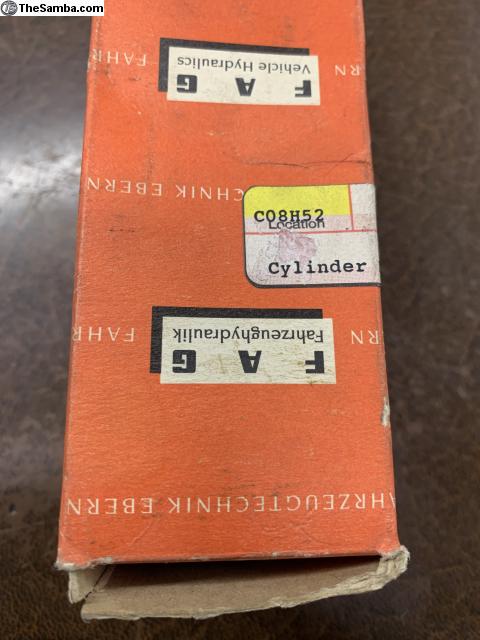 TheSamba.com
FAHR
RN
Vehicle Hydraulics
F A G
CHNIK EBERN
C08H52
Location
Cylinder
FAHR
RN
Fahrzeughydraulik
F A G
AHRZEUGTECHNIK EBERN